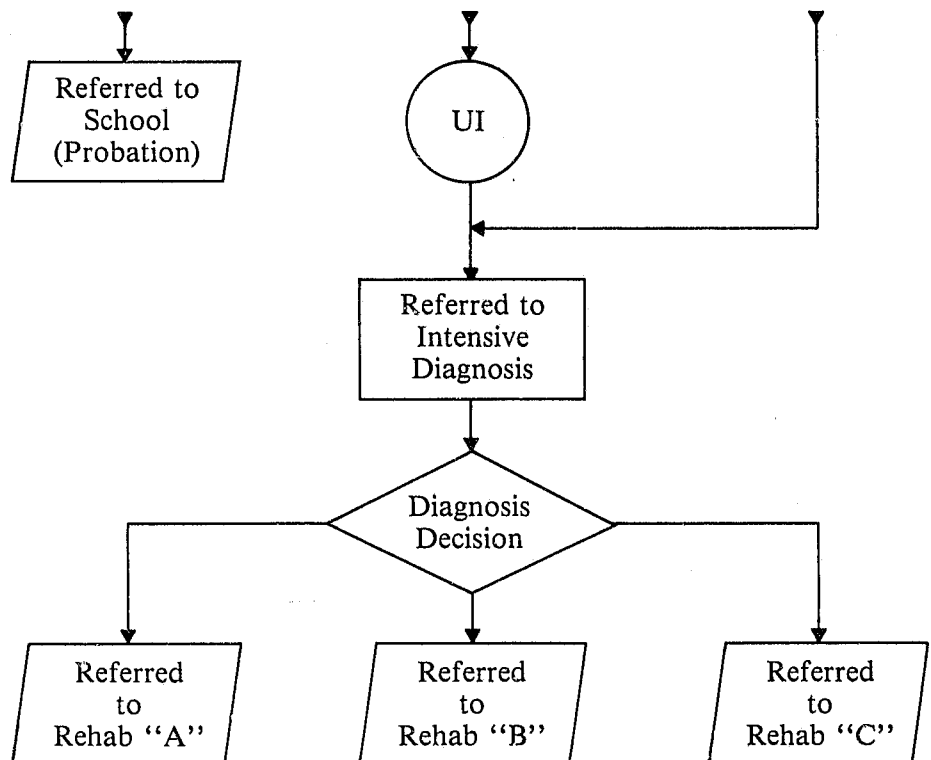 Referred to
School
(Probation)
UI
Referred to
Intensive
Diagnosis
Diagnosis
Decision
Referred
to
Rehab “A”
Referred
to
Rehab “B”
Referred
to
Rehab “C”